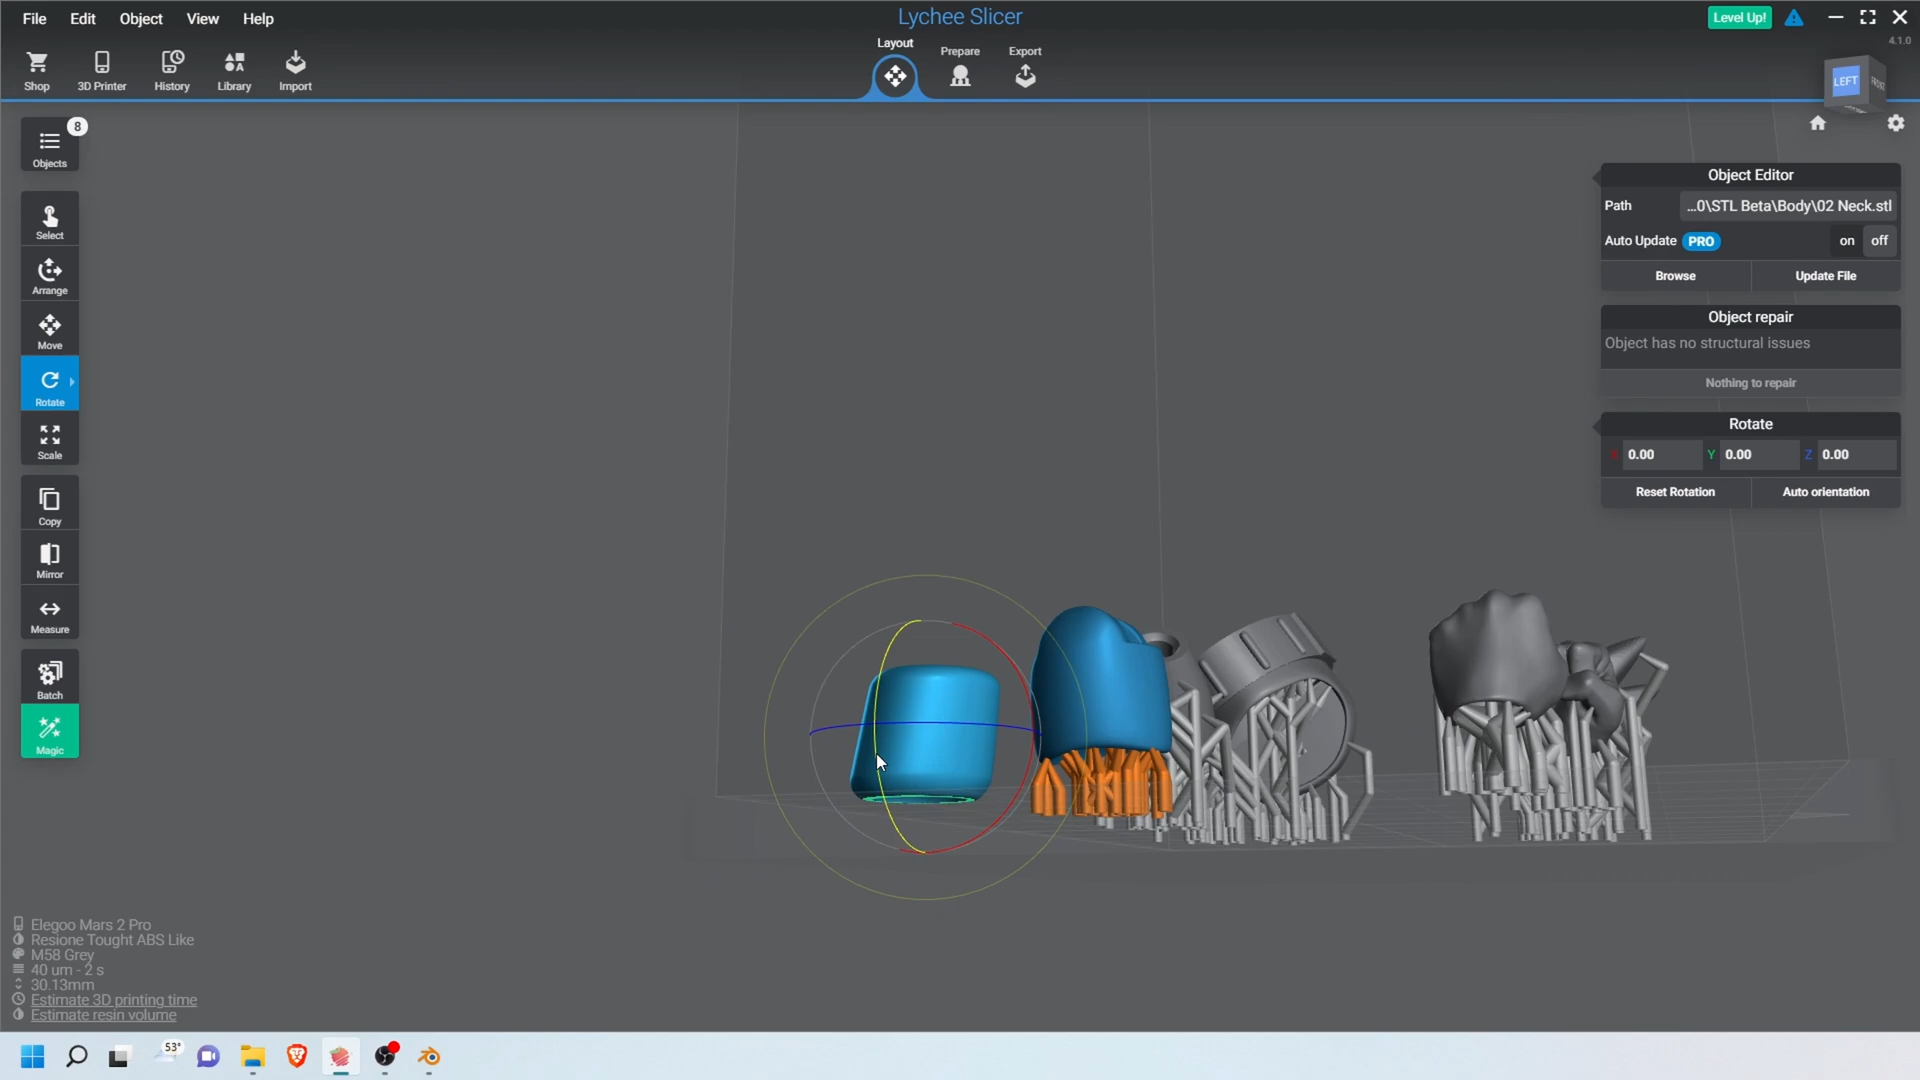 File Edit Object View Help
Lychee Slicer
Level Up!
4.1.0
Shop 3D Printer History Library Import
Layout Prepare Export
LEFT
8
Objects
Select
Arrange
Move
Rotate
Scale
Copy
Mirror
Measure
Batch
Magic
Object Editor
Path ...0\STL Beta\Body\02 Neck.stl
Auto Update PRO on off
Browse Update File
Object repair
Object has no structural issues
Nothing to repair
Rotate
X 0.00 Y 0.00 Z 0.00
Reset Rotation Auto orientation
Elegoo Mars 2 Pro
Resione Tought ABS Like
M58 Grey
40 um - 2 s
30.13mm
Estimate 3D printing time
Estimate resin volume
53°